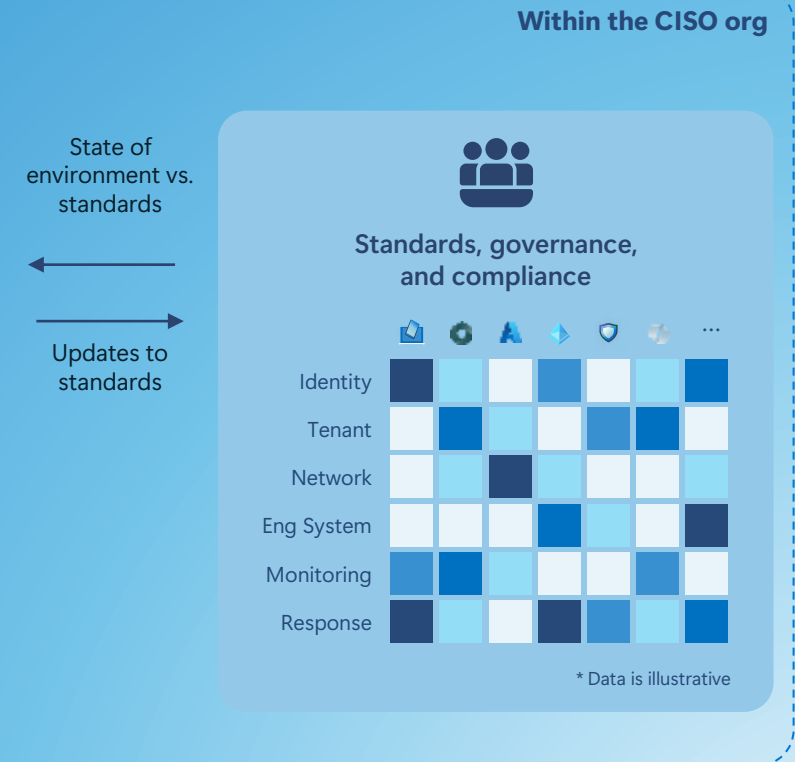 Within the CISO org
State of
environment vs.
standards
Updates to
standards
Standards, governance,
and compliance
...
Identity
Tenant
Network
Eng System
Monitoring
Response
* Data is illustrative